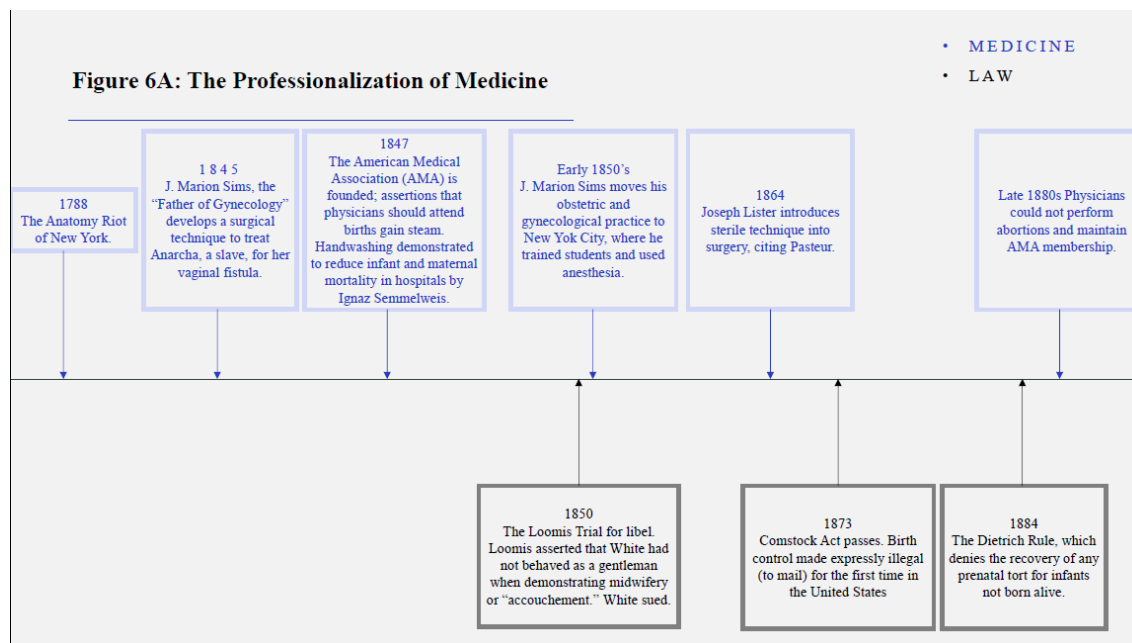 • MEDICINE
• LAW
Figure 6A: The Professionalization of Medicine
1788
The Anatomy Riot
of New York.
1845
J. Marion Sims, the
“Father of Gynecology”
develops a surgical
technique to treat
Anarcha, a slave, for her
vaginal fistula.
1847
The American Medical
Association (AMA) is
founded; assertions that
physicians should attend
births gain steam.
Handwashing demonstrated
to reduce infant and maternal
mortality in hospitals by
Ignaz Semmelweis.
Early 1850’s
J. Marion Sims moves his
obstetric and
gynecological practice to
New Yok City, where he
trained students and used
anesthesia.
1864
Joseph Lister introduces
sterile technique into
surgery, citing Pasteur.
Late 1880s Physicians
could not perform
abortions and maintain
AMA membership.
1850
The Loomis Trial for libel.
Loomis asserted that White had
not behaved as a gentleman
when demonstrating midwifery
or “accouchement.” White sued.
1873
Comstock Act passes. Birth
control made expressly illegal
(to mail) for the first time in
the United States
1884
The Dietrich Rule, which
denies the recovery of any
prenatal tort for infants
not born alive.